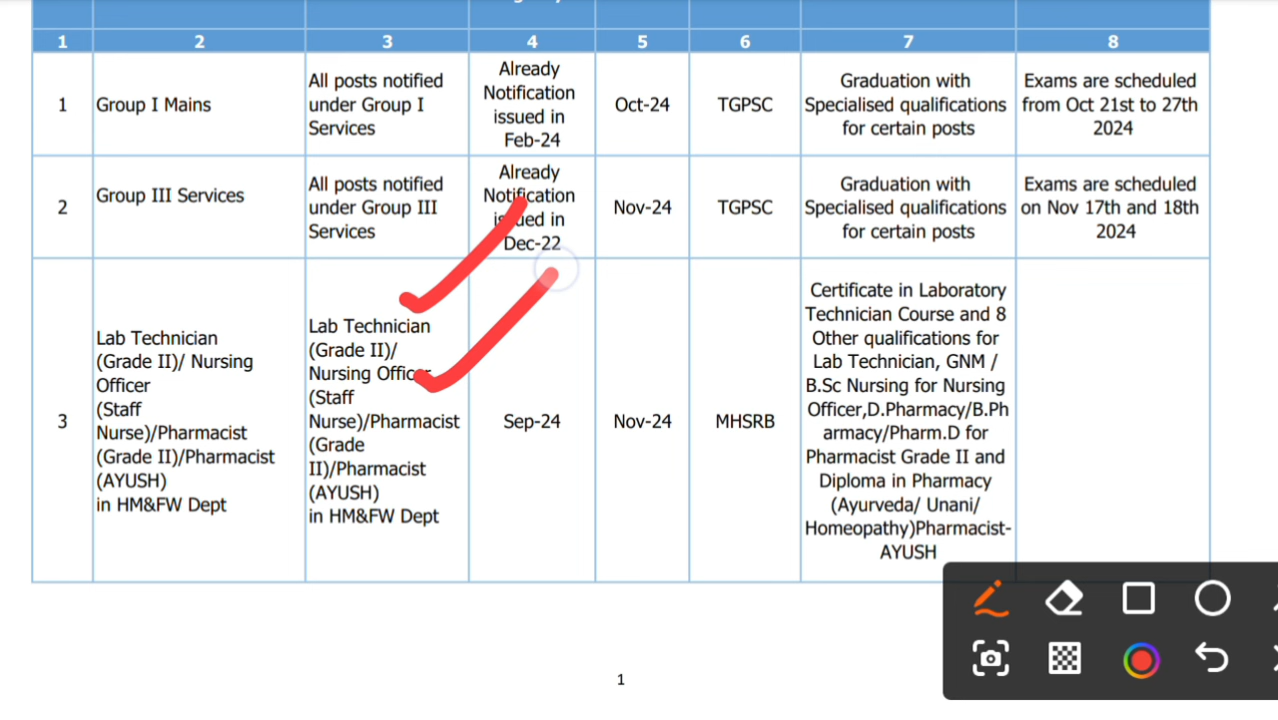 1 2 3 4 5 6 7 8
1
Group I Mains
All posts notified
under Group I
Services
Already
Notification
issued in
Feb-24
Oct-24
TGPSC
Graduation with
Specialised qualifications
for certain posts
Exams are scheduled
from Oct 21st to 27th
2024
2
Group III Services
All posts notified
under Group III
Services
Already
Notification
issued in
Dec-22
Nov-24
TGPSC
Graduation with
Specialised qualifications
for certain posts
Exams are scheduled
on Nov 17th and 18th
2024
3
Lab Technician
(Grade II)/ Nursing
Officer
(Staff
Nurse)/Pharmacist
(Grade II)/Pharmacist
(AYUSH)
in HM&FW Dept
Lab Technician
(Grade II)/
Nursing Officer
(Staff
Nurse)/Pharmacist
(Grade
II)/Pharmacist
(AYUSH)
in HM&FW Dept
Sep-24
Nov-24
MHSRB
Certificate in Laboratory
Technician Course and 8
Other qualifications for
Lab Technician, GNM /
B.Sc Nursing for Nursing
Officer,D.Pharmacy/B.Ph
armacy/Pharm.D for
Pharmacist Grade II and
Diploma in Pharmacy
(Ayurveda/ Unani/
Homeopathy)Pharmacist-
AYUSH
1